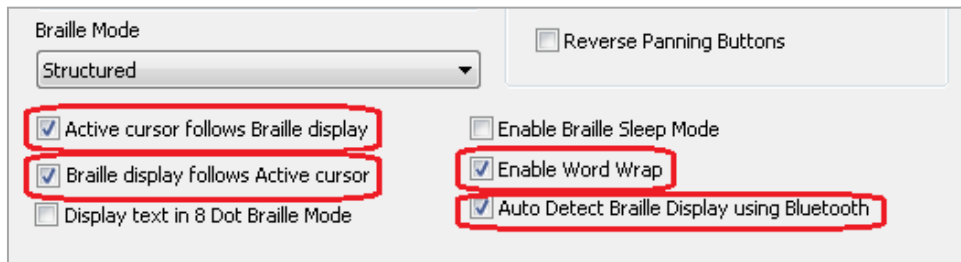 Braille Mode
Structured
Reverse Panning Buttons
Active cursor follows Braille display
Braille display follows Active cursor
Display text in 8 Dot Braille Mode
Enable Braille Sleep Mode
Enable Word Wrap
Auto Detect Braille Display using Bluetooth